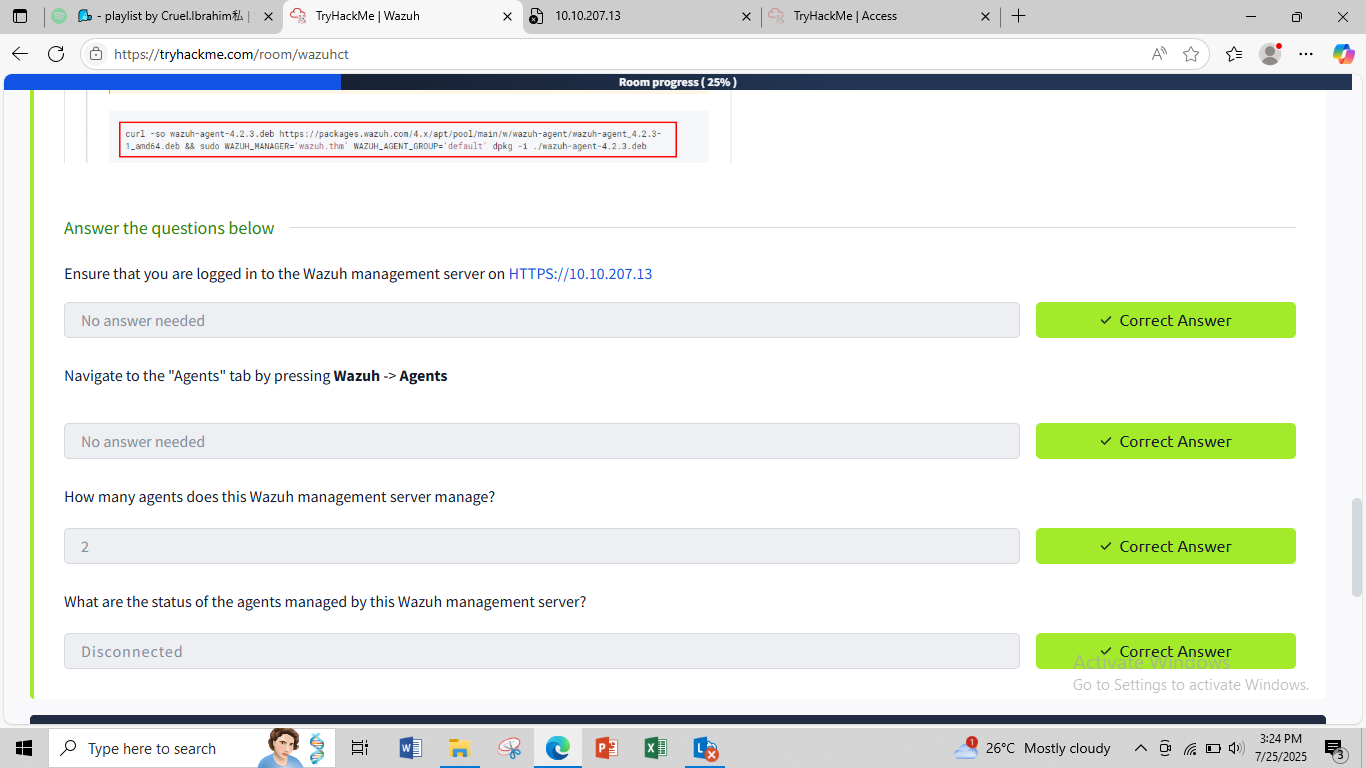 - playlist by Cruel.Ibrahim私 |
TryHackMe | Wazuh
10.10.207.13
TryHackMe | Access
https://tryhackme.com/room/wazuhct
Room progress ( 25% )
curl -so wazuh-agent-4.2.3.deb https://packages.wazuh.com/4.x/apt/pool/main/w/wazuh-agent/wazuh-agent_4.2.3-
1_amd64.deb && sudo WAZUH_MANAGER='wazuh.thm' WAZUH_AGENT_GROUP='default' dpkg -i ./wazuh-agent-4.2.3.deb
Answer the questions below
Ensure that you are logged in to the Wazuh management server on HTTPS://10.10.207.13
No answer needed
Correct Answer
Navigate to the "Agents" tab by pressing Wazuh -> Agents
No answer needed
Correct Answer
How many agents does this Wazuh management server manage?
2
Correct Answer
What are the status of the agents managed by this Wazuh management server?
Disconnected
Correct Answer
Activate Windows
Go to Settings to activate Windows.
Type here to search
1
26°C Mostly cloudy
3:24 PM
7/25/2025
3